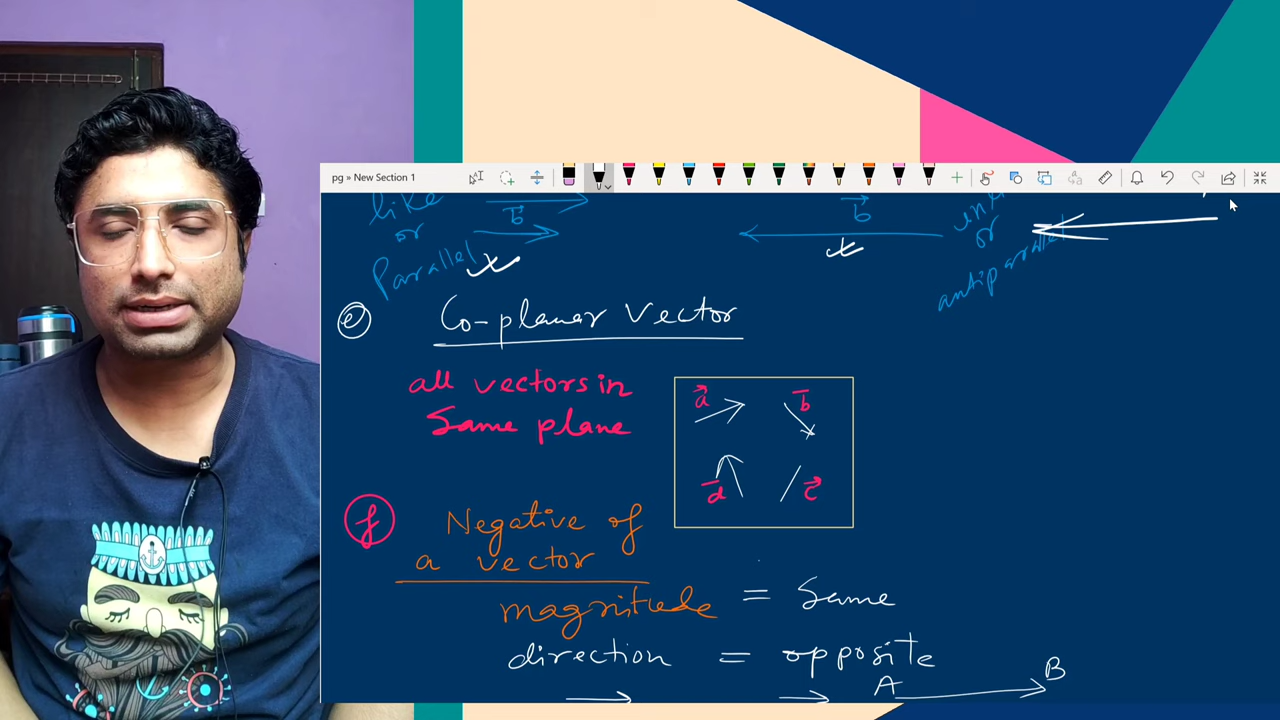 pg » New Section 1
like
or
Parallel
b
b
or
antiparallel
e
Co-planar Vector
all vectors in
Same plane
a
b
d
c
f
Negative of
a vector
magnitude = Same
direction = opposite
A
B